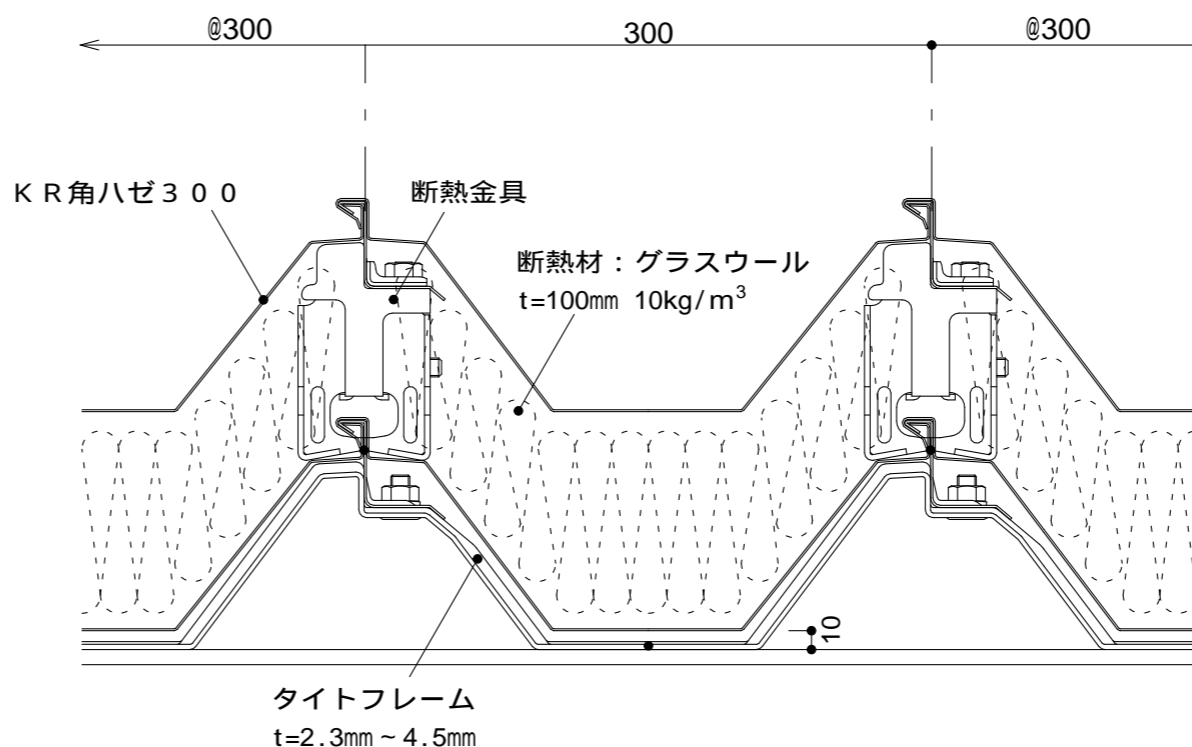 @300
300
@300
ＫＲ角ハゼ３００
断熱金具
断熱材：グラスウール
t=100㎜ 10kg/m³
10
タイトフレーム
t=2.3㎜～4.5㎜